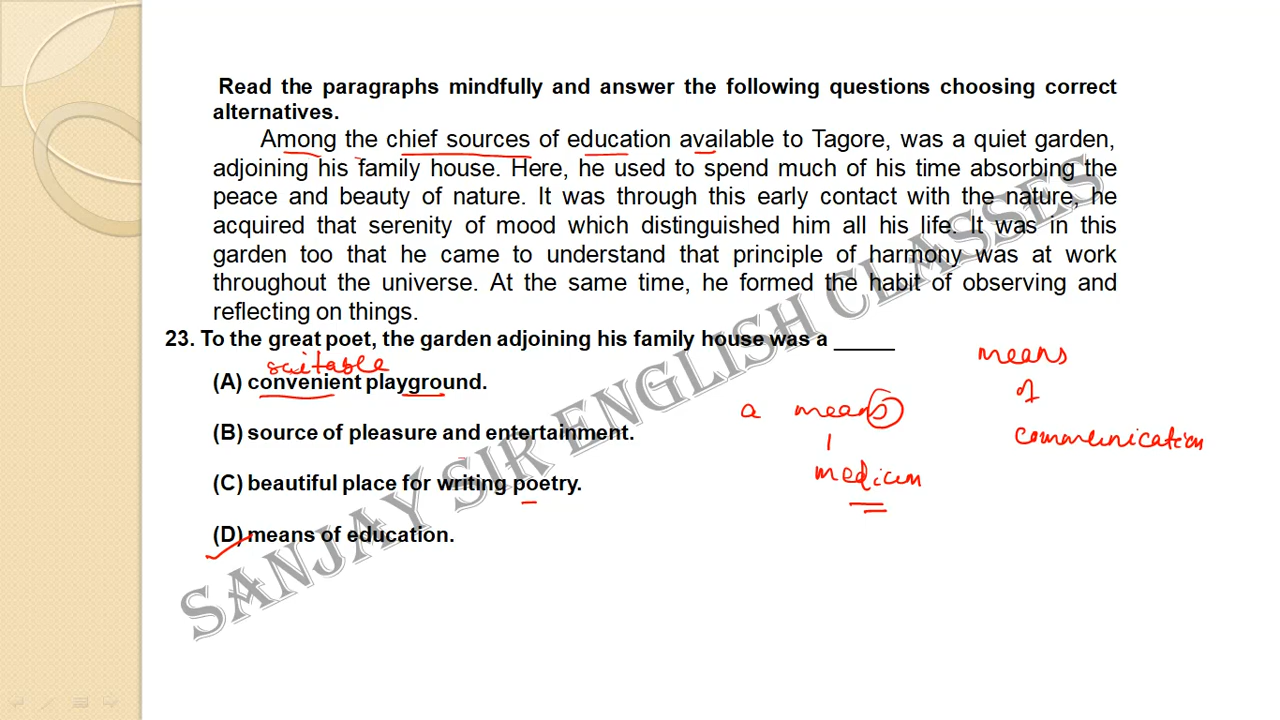 Read the paragraphs mindfully and answer the following questions choosing correct
alternatives.
Among the chief sources of education available to Tagore, was a quiet garden,
adjoining his family house. Here, he used to spend much of his time absorbing the
peace and beauty of nature. It was through this early contact with the nature, he
acquired that serenity of mood which distinguished him all his life. It was in this
garden too that he came to understand that principle of harmony was at work
throughout the universe. At the same time, he formed the habit of observing and
reflecting on things.
23. To the great poet, the garden adjoining his family house was a _____
suitable
(A) convenient playground.
(B) source of pleasure and entertainment.
(C) beautiful place for writing poetry.
(D) means of education.
a means
medium
means
of
communication
SANJAY SIR ENGLISH CLASSES